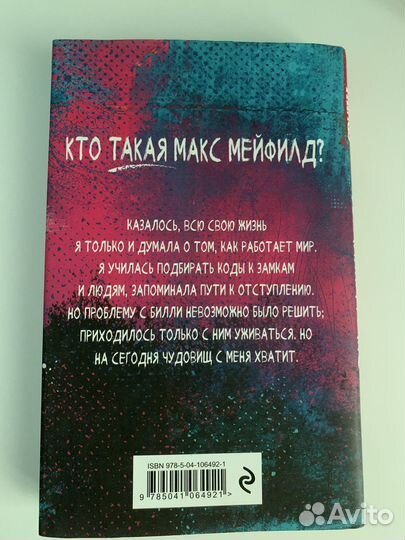 КТО ТАКАЯ МАКС МЕЙФИЛД?
КАЗАЛОСЬ, ВСЮ СВОЮ ЖИЗНЬ
Я ТОЛЬКО И ДУМАЛА О ТОМ, КАК РАБОТАЕТ МИР.
Я УЧИЛАСЬ ПОДБИРАТЬ КОДЫ К ЗАМКАМ
И ЛЮДЯМ, ЗАПОМИНАЛА ПУТИ К ОТСТУПЛЕНИЮ.
НО ПРОБЛЕМУ С БИЛЛИ НЕВОЗМОЖНО БЫЛО РЕШИТЬ;
ПРИХОДИЛОСЬ ТОЛЬКО С НИМ УЖИВАТЬСЯ. НО
НА СЕГОДНЯ ЧУДОВИЩ С МЕНЯ ХВАТИТ.
ISBN 978-5-04-106492-1
9 785041 064921 >
Avito